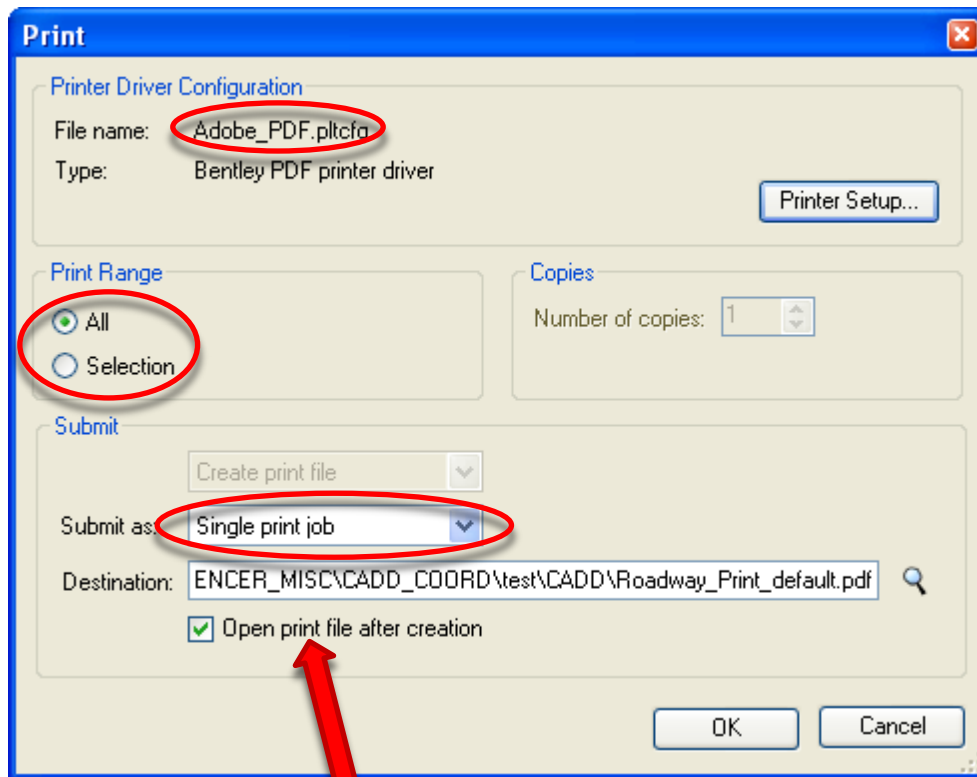 Print
Printer Driver Configuration
File name: Adobe_PDF.pltcfg
Type: Bentley PDF printer driver
Printer Setup...
Print Range
All
Selection
Copies
Number of copies: 1
Submit
Create print file
Submit as: Single print job
Destination: ENCER_MISC\CADD_COORD\test\CADD\Roadway_Print_default.pdf
Open print file after creation
OK Cancel